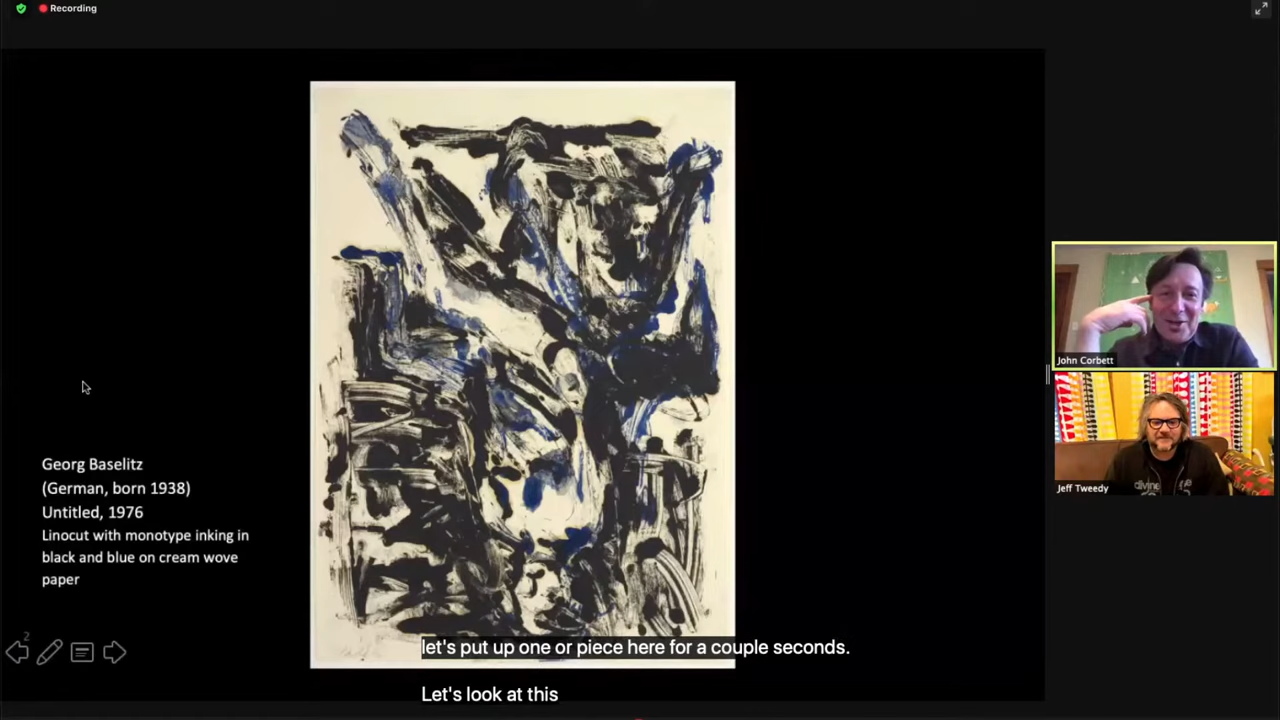 Recording
Georg Baselitz
(German, born 1938)
Untitled, 1976
Linocut with monotype inking in
black and blue on cream wove
paper
2
let's put up one or piece here for a couple seconds.
Let's look at this
John Corbett
Jeff Tweedy